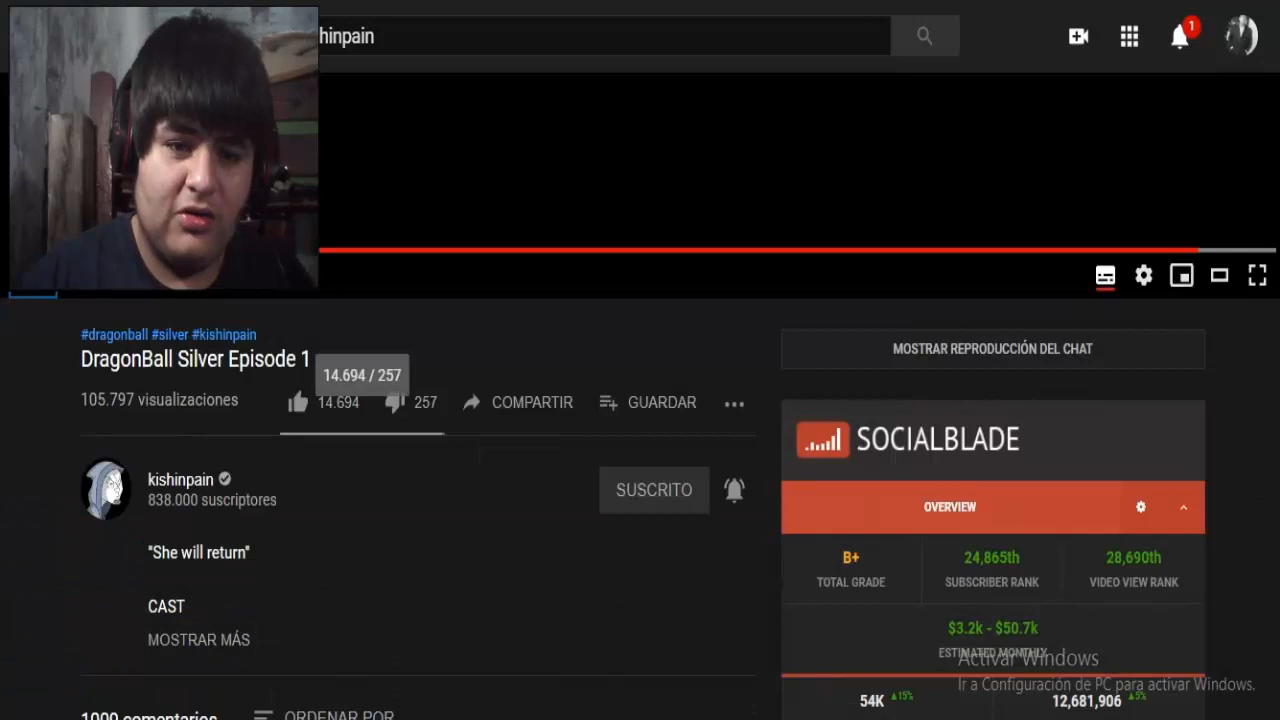 hinpain
1
#dragonball #silver #kishinpain
DragonBall Silver Episode 1
14.694 / 257
105.797 visualizaciones
14.694
257
COMPARTIR
GUARDAR
kishinpain
838.000 suscriptores
SUSCRITO
"She will return"
CAST
MOSTRAR MÁS
1000 comentarios
ORDENAR POR
MOSTRAR REPRODUCCIÓN DEL CHAT
SOCIALBLADE
OVERVIEW
B+ 24,865th 28,690th
TOTAL GRADE SUBSCRIBER RANK VIDEO VIEW RANK
$3.2k - $50.7k
ESTIMATED MONTHLY
54K 15% 12,681,906 5%
Activar Windows
Ir a Configuración de PC para activar Windows.